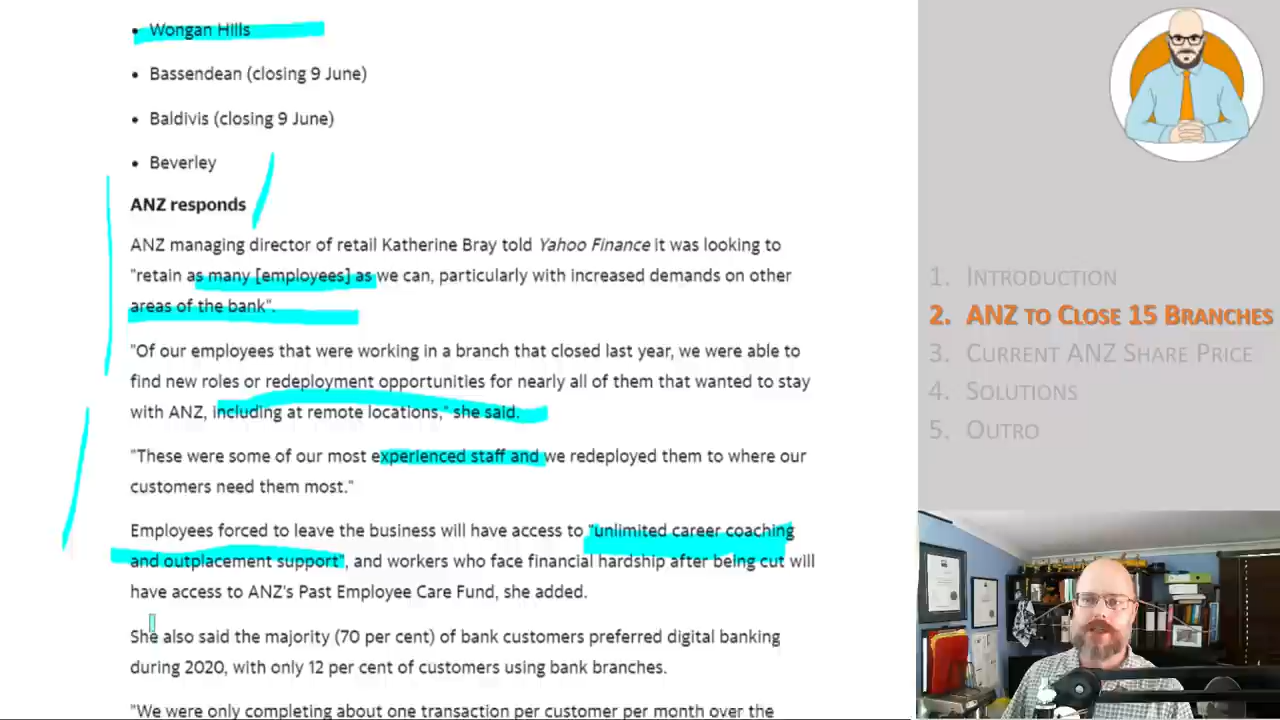 • Wongan Hills
• Bassendean (closing 9 June)
• Baldivis (closing 9 June)
• Beverley
ANZ responds
ANZ managing director of retail Katherine Bray told Yahoo Finance it was looking to
"retain as many [employees] as we can, particularly with increased demands on other
areas of the bank".
"Of our employees that were working in a branch that closed last year, we were able to
find new roles or redeployment opportunities for nearly all of them that wanted to stay
with ANZ, including at remote locations," she said.
"These were some of our most experienced staff and we redeployed them to where our
customers need them most."
Employees forced to leave the business will have access to "unlimited career coaching
and outplacement support", and workers who face financial hardship after being cut will
have access to ANZ's Past Employee Care Fund, she added.
She also said the majority (70 per cent) of bank customers preferred digital banking
during 2020, with only 12 per cent of customers using bank branches.
"We were only completing about one transaction per customer per month over the
1. Introduction
2. ANZ to Close 15 Branches
3. Current ANZ Share Price
4. Solutions
5. Outro